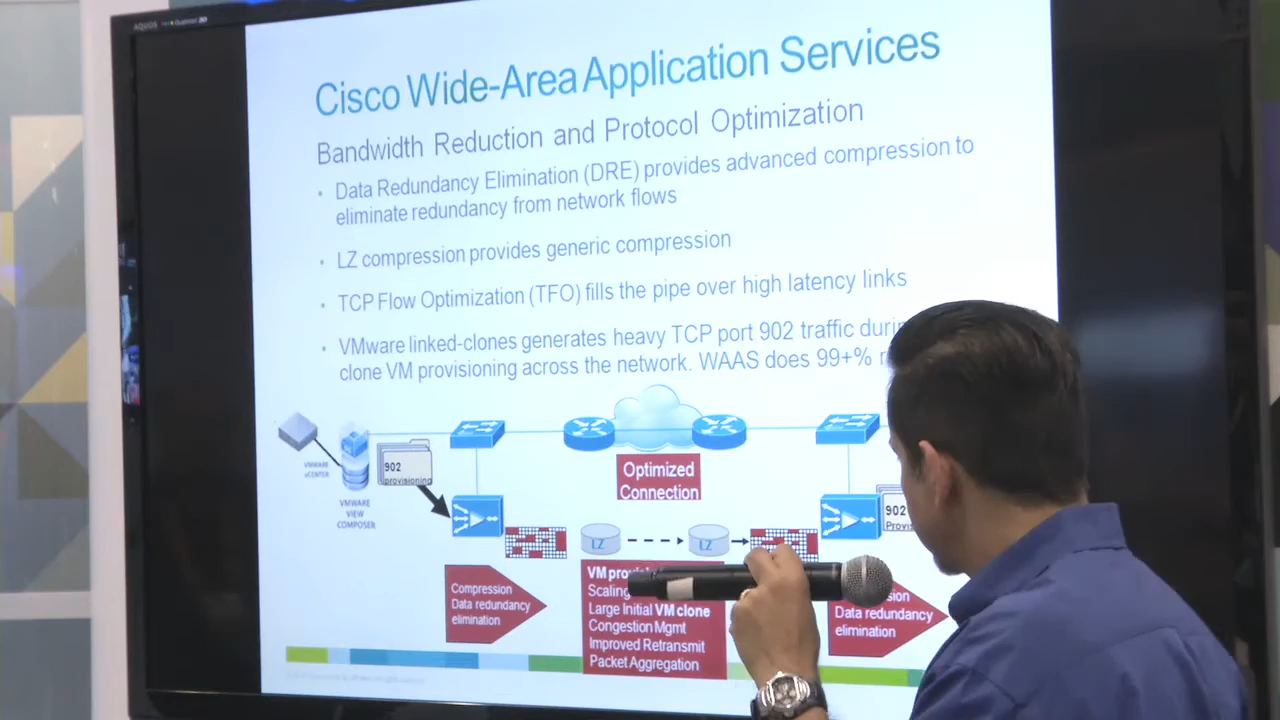 AQUOS
Cisco Wide-Area Application Services
Bandwidth Reduction and Protocol Optimization
Data Redundancy Elimination (DRE) provides advanced compression to
eliminate redundancy from network flows
LZ compression provides generic compression
TCP Flow Optimization (TFO) fills the pipe over high latency links
VMware linked-clones generates heavy TCP port 902 traffic durin
clone VM provisioning across the network. WAAS does 99+%
VMWARE
vCENTER
902
provisioning
VMWARE
VIEW
COMPOSER
Optimized
Connection
902
Provis
LZ
LZ
Compression
Data redundancy
elimination
VM provi
Scaling
Large Initial VM clone
Congestion Mgmt
Improved Retransmit
Packet Aggregation
sion
Data redundancy
elimination